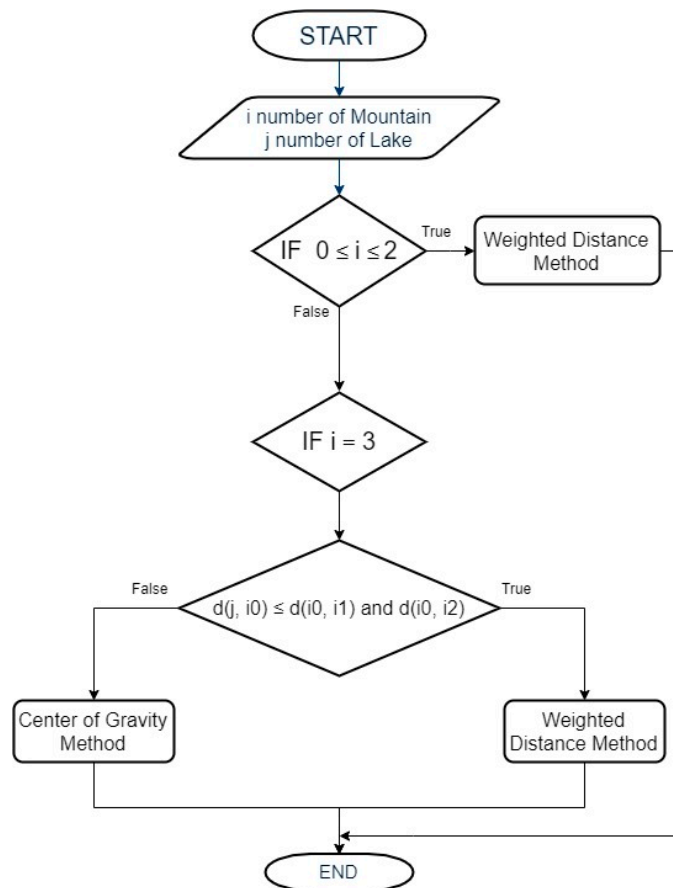 START
i number of Mountain
j number of Lake
IF 0 ≤ i ≤ 2
True
Weighted Distance
Method
False
IF i = 3
False
d(j, i0) ≤ d(i0, i1) and d(i0, i2)
True
Center of Gravity
Method
Weighted
Distance Method
END